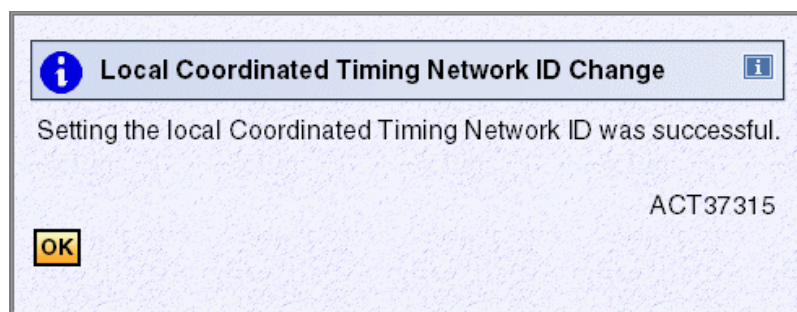 Local Coordinated Timing Network ID Change
Setting the local Coordinated Timing Network ID was successful.
ACT37315
OK